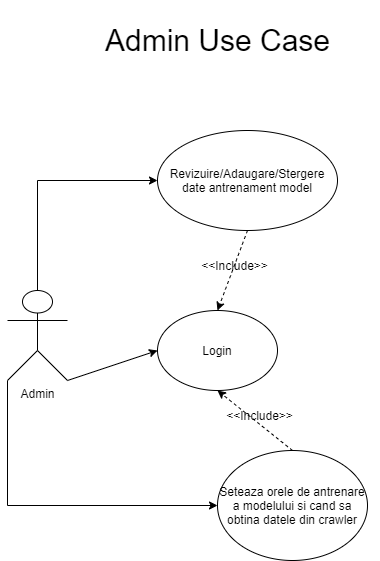 Admin Use Case
Revizuire/Adaugare/Stergere
date antrenament model
<<Include>>
Login
Admin
<<Include>>
Seteaza orele de antrenare
a modelului si cand sa
obtina datele din crawler